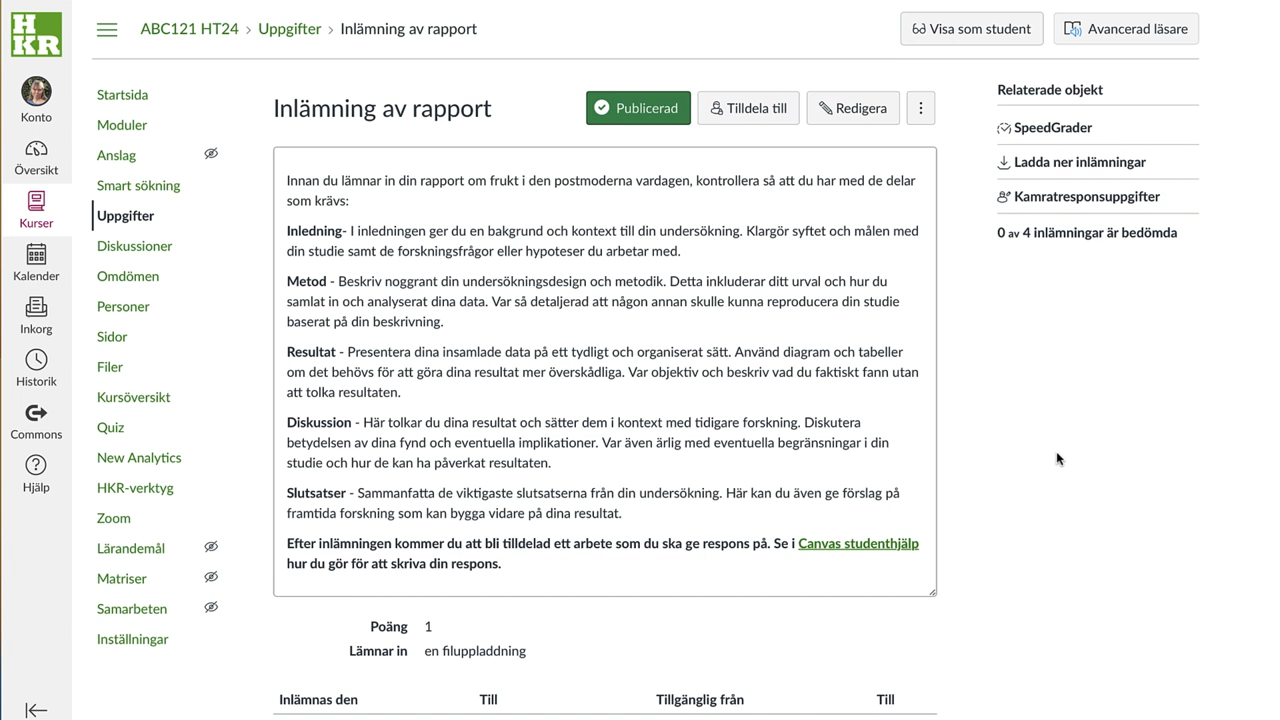 HKR
ABC121 HT24 > Uppgifter > Inlämning av rapport
Visa som student
Avancerad läsare
Konto
Översikt
Kurser
Kalender
Inkorg
Historik
Commons
Hjälp
Startsida
Moduler
Anslag
Smart sökning
Uppgifter
Diskussioner
Omdömen
Personer
Sidor
Filer
Kursöversikt
Quiz
New Analytics
HKR-verktyg
Zoom
Lärandemål
Matriser
Samarbeten
Inställningar
Inlämning av rapport
Publicerad
Tilldela till
Redigera
Innan du lämnar in din rapport om frukt i den postmoderna vardagen, kontrollera så att du har med de delar
som krävs:
Inledning- I inledningen ger du en bakgrund och kontext till din undersökning. Klargör syftet och målen med
din studie samt de forskningsfrågor eller hypoteser du arbetar med.
Metod - Beskriv noggrant din undersökningsdesign och metodik. Detta inkluderar ditt urval och hur du
samlat in och analyserat dina data. Var så detaljerad att någon annan skulle kunna reproducera din studie
baserat på din beskrivning.
Resultat - Presentera dina insamlade data på ett tydligt och organiserat sätt. Använd diagram och tabeller
om det behövs för att göra dina resultat mer överskådliga. Var objektiv och beskriv vad du faktiskt fann utan
att tolka resultaten.
Diskussion - Här tolkar du dina resultat och sätter dem i kontext med tidigare forskning. Diskutera
betydelsen av dina fynd och eventuella implikationer. Var även ärlig med eventuella begränsningar i din
studie och hur de kan ha påverkat resultaten.
Slutsatser - Sammanfatta de viktigaste slutsatserna från din undersökning. Här kan du även ge förslag på
framtida forskning som kan bygga vidare på dina resultat.
Efter inlämningen kommer du att bli tilldelad ett arbete som du ska ge respons på. Se i Canvas studenthjälp
hur du gör för att skriva din respons.
Poäng 1
Lämnar in en filuppladdning
Inlämnas den Till Tillgänglig från Till
Relaterade objekt
SpeedGrader
Ladda ner inlämningar
Kamratresponsuppgifter
0 av 4 inlämningar är bedömda